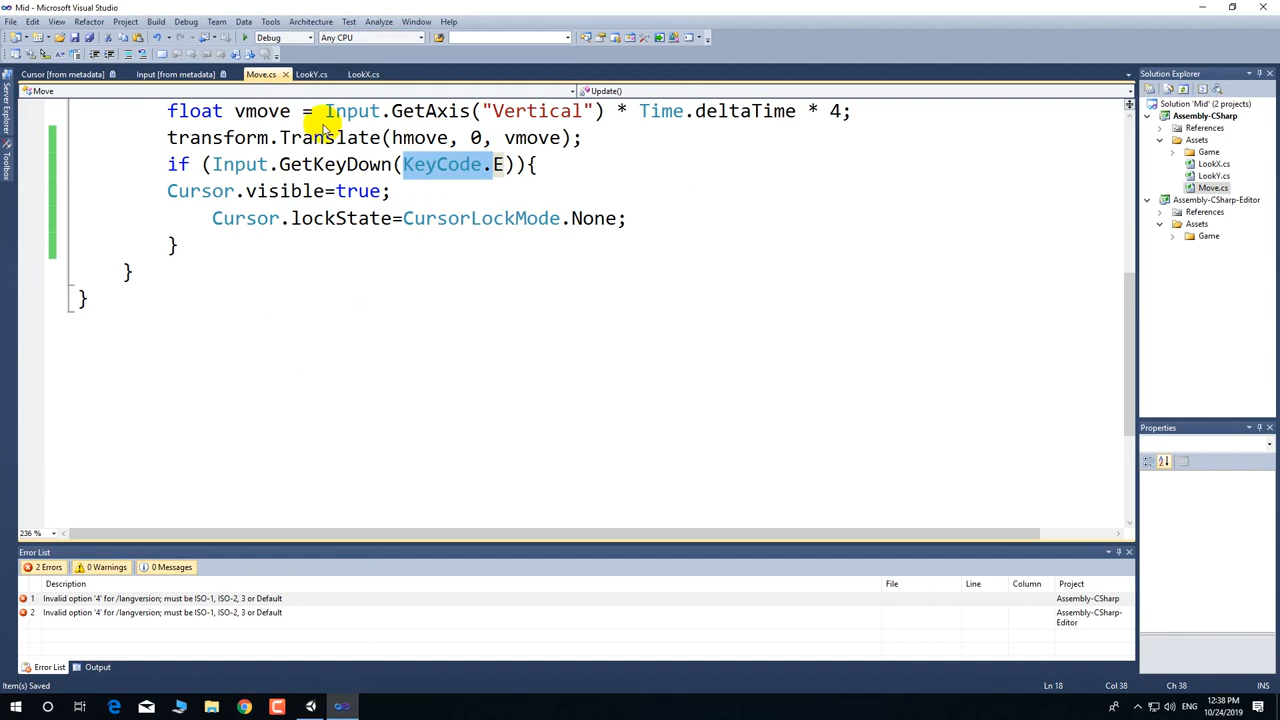 Mid - Microsoft Visual Studio
File Edit View Refactor Project Build Debug Team Data Tools Architecture Test Analyze Window Help
Debug Any CPU
Cursor [from metadata] Input [from metadata] Move.cs LookY.cs LookX.cs
Move Update()
float vmove = Input.GetAxis("Vertical") * Time.deltaTime * 4;
transform.Translate(hmove, 0, vmove);
if (Input.GetKeyDown(KeyCode.E)){
Cursor.visible=true;
Cursor.lockState=CursorLockMode.None;
}
}
}
236 %
Server Explorer
Toolbox
Solution Explorer
Solution 'Mid' (2 projects)
Assembly-CSharp
References
Assets
Game
LookX.cs
LookY.cs
Move.cs
Assembly-CSharp-Editor
References
Assets
Game
Properties
Error List
2 Errors 0 Warnings 0 Messages
Description File Line Column Project
1 Invalid option '4' for /langversion; must be ISO-1, ISO-2, 3 or Default Assembly-CSharp
2 Invalid option '4' for /langversion; must be ISO-1, ISO-2, 3 or Default Assembly-CSharp-
Editor
Error List Output
Item(s) Saved Ln 18 Col 38 Ch 38 INS
ENG 12:38 PM
10/24/2019